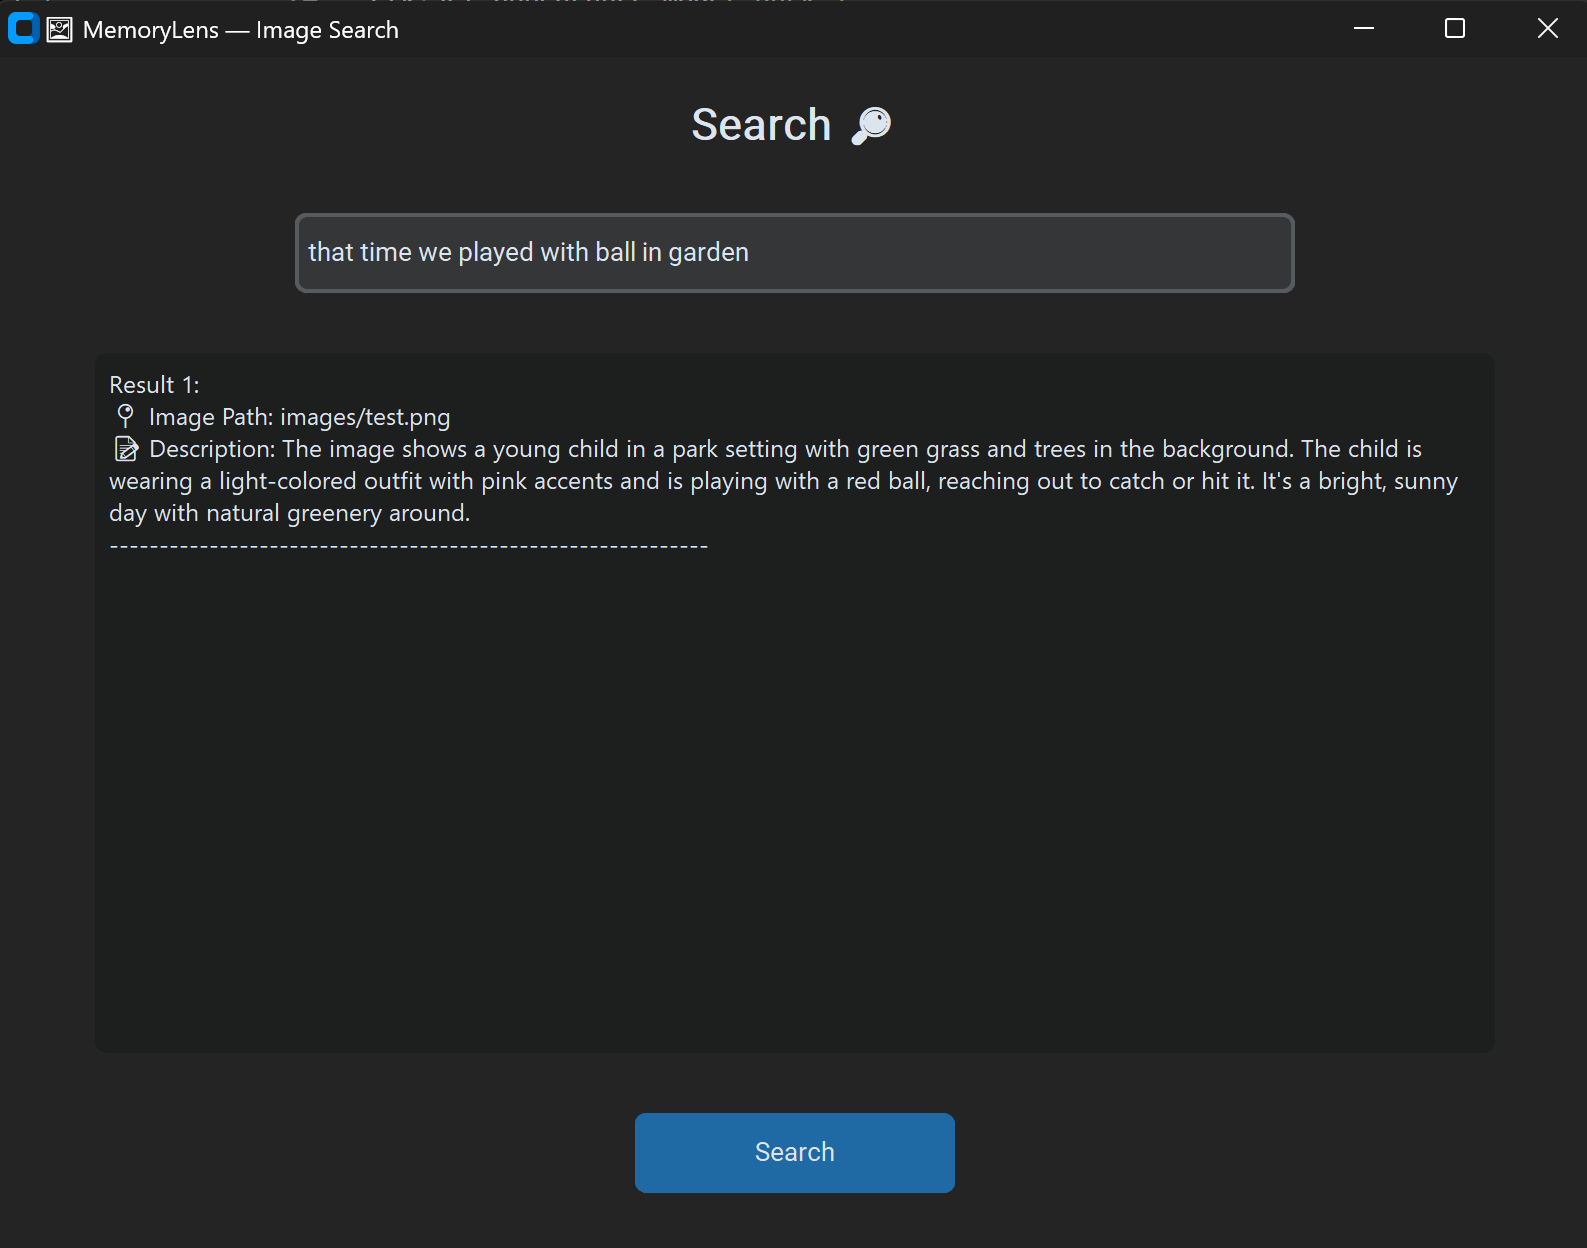 MemoryLens — Image Search
Search
that time we played with ball in garden
Result 1:
Image Path: images/test.png
Description: The image shows a young child in a park setting with green grass and trees in the background. The child is
wearing a light-colored outfit with pink accents and is playing with a red ball, reaching out to catch or hit it. It's a bright, sunny
day with natural greenery around.
------------------------------------------------------------
Search